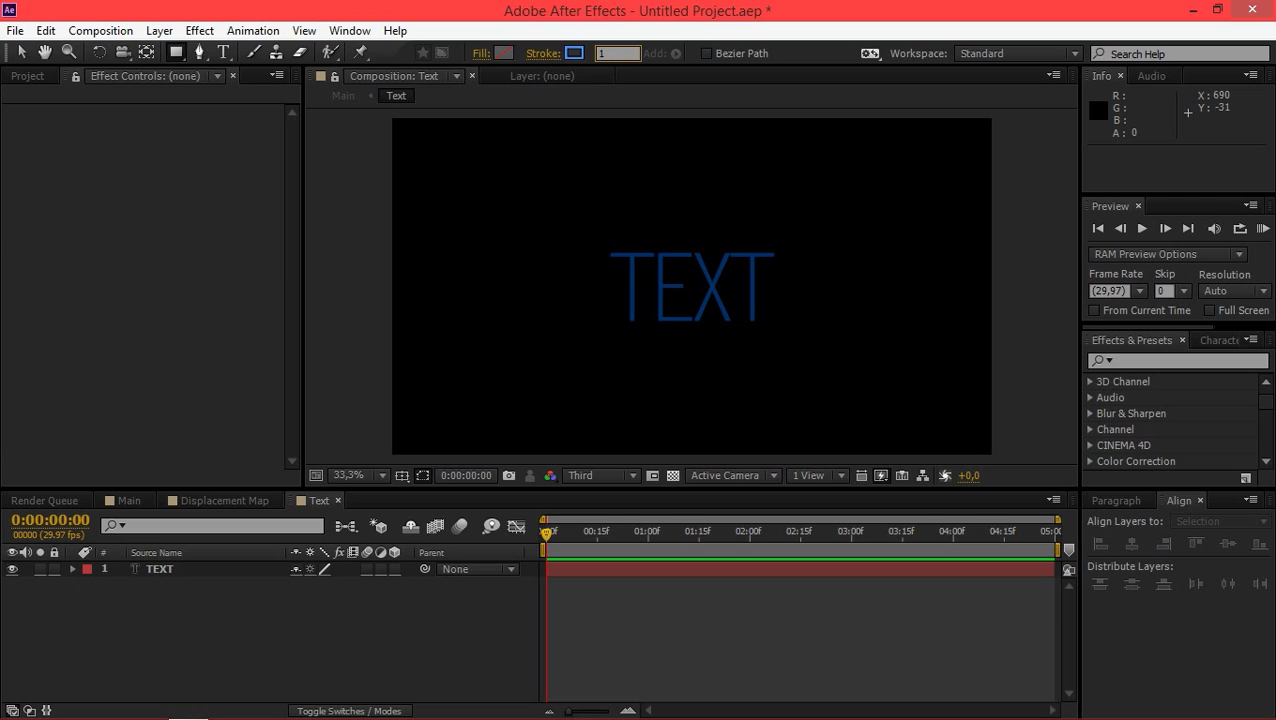 Ae
Adobe After Effects - Untitled Project.aep *
File Edit Composition Layer Effect Animation View Window Help
Fill: Stroke: 1 Add: Bezier Path Workspace: Standard Search Help
Project Effect Controls: (none) Composition: Text Layer: (none) Info Audio
Main Text
R: X: 690
G: Y: -31
B:
A: 0
TEXT
Preview
RAM Preview Options
Frame Rate Skip Resolution
(29,97) 0 Auto
From Current Time Full Screen
Effects & Presets
3D Channel
Audio
Blur & Sharpen
Channel
CINEMA 4D
Color Correction
33,3% 0:00:00:00 Third Active Camera 1 View +0,0
Render Queue Main Displacement Map Text Paragraph Align
0:00:00:00
00000 (29.97 fps)
00:15f 01:00f 01:15f 02:00f 02:15f 03:00f 03:15f 04:00f 04:15f
Align Layers to: Selection
# Source Name fx Parent
1 T TEXT None
Distribute Layers:
Toggle Switches / Modes